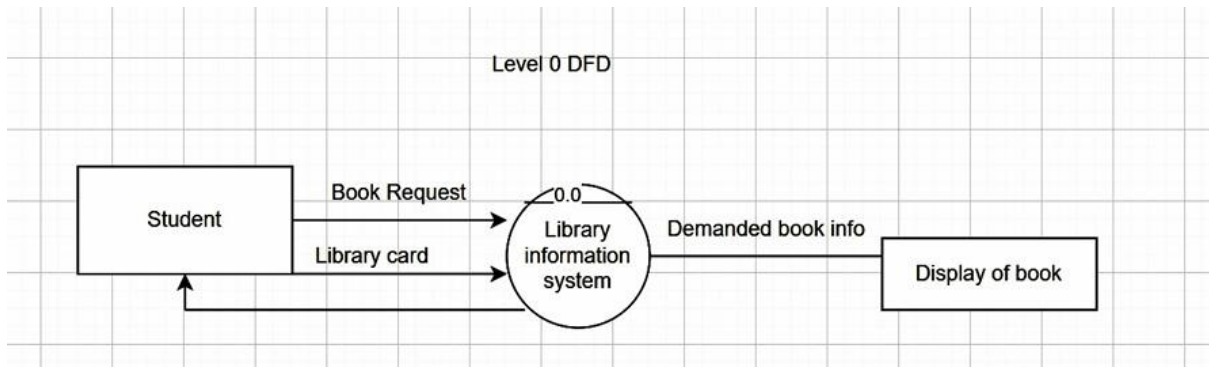 Level 0 DFD
Student
Book Request
Library card
0.0
Library
information
system
Demanded book info
Display of book